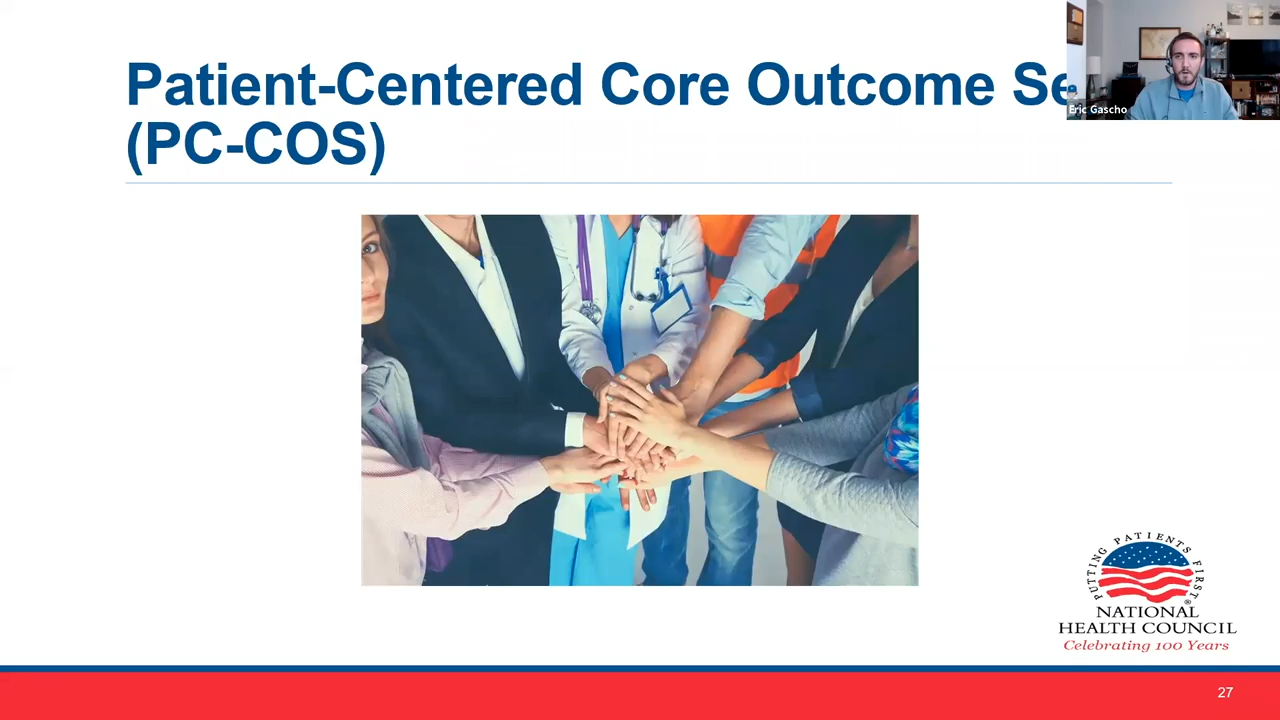 Patient-Centered Core Outcome Se
(PC-COS)
Eric Gascho
PUTTING PATIENTS FIRST
®
NATIONAL
HEALTH COUNCIL
Celebrating 100 Years
27